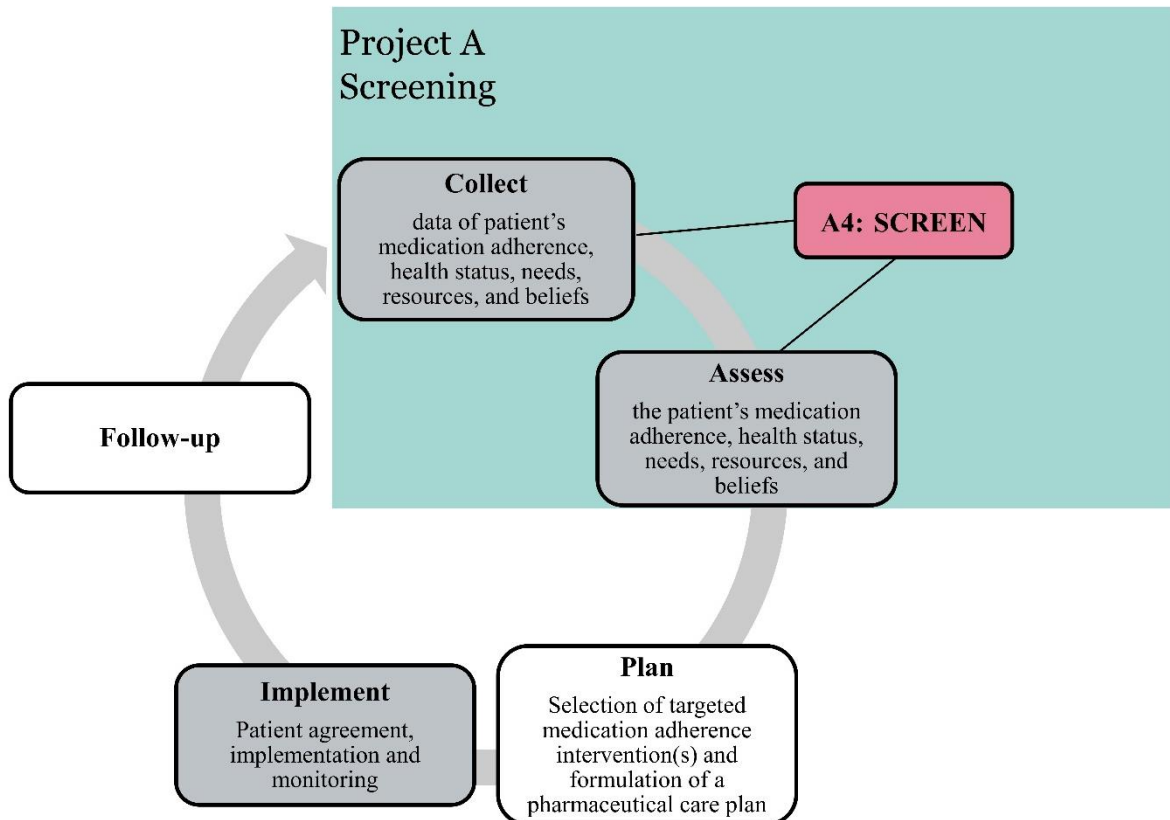 Project A
Screening
Collect
data of patient’s
medication adherence,
health status, needs,
resources, and beliefs
A4: SCREEN
Assess
the patient’s medication
adherence, health status,
needs, resources, and
beliefs
Follow-up
Plan
Selection of targeted
medication adherence
intervention(s) and
formulation of a
pharmaceutical care plan
Implement
Patient agreement,
implementation and
monitoring